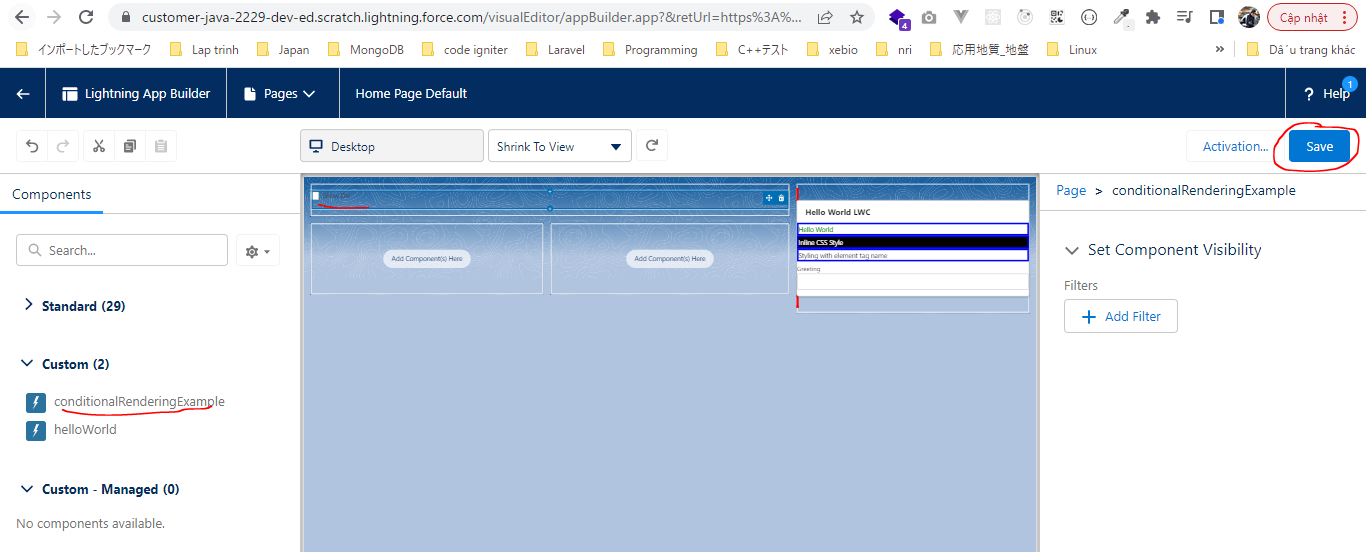 customer-java-2229-dev-ed.scratch.lightning.force.com/visualEditor/appBuilder.app?&retUrl=https%3A%...
4
Cập nhật
インポートしたブックマーク
Lap trinh
Japan
MongoDB
code igniter
Laravel
Programming
C++テスト
xebio
nri
応用地質_地盤
Linux
»
Dấu trang khác
Lightning App Builder
Pages
Home Page Default
? Help
1
Desktop
Shrink To View
Activation...
Save
Components
Page > conditionalRenderingExample
Search...
Hello World LWC
Hello World
Inline CSS Style
Styling with element tag name
Greeting
Add Component(s) Here
Add Component(s) Here
Set Component Visibility
Filters
Add Filter
Standard (29)
Custom (2)
conditionalRenderingExample
helloWorld
Custom - Managed (0)
No components available.